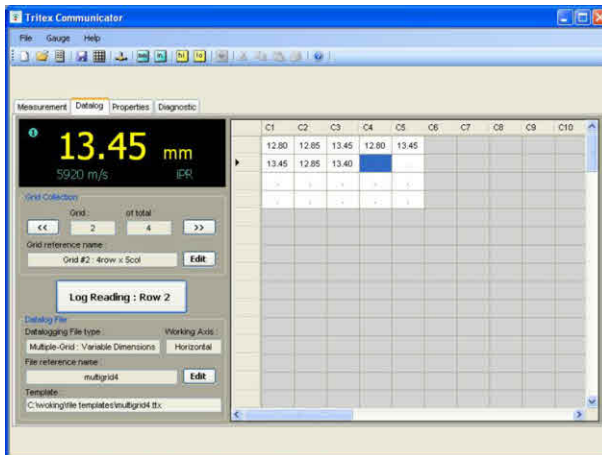 Tritex Communicator
File Gauge Help
Measurement Datalog Properties Diagnostic
13.45 mm
5920 m/s iPR
Grid Collection
Grid : of total
<< 2 4 >>
Grid reference name :
Grid #2 : 4row x 5col Edit
Log Reading : Row 2
Datalog File
Datalogging File type : Working Axis :
Multiple-Grid : Variable Dimensions Horizontal
File reference name :
multigrid4 Edit
Template :
C:\woking\file templates\multigrid4.ttx
C1 C2 C3 C4 C5 C6 C7 C8 C9 C10
12.80 12.85 13.45 12.80 13.45
13.45 12.85 13.40